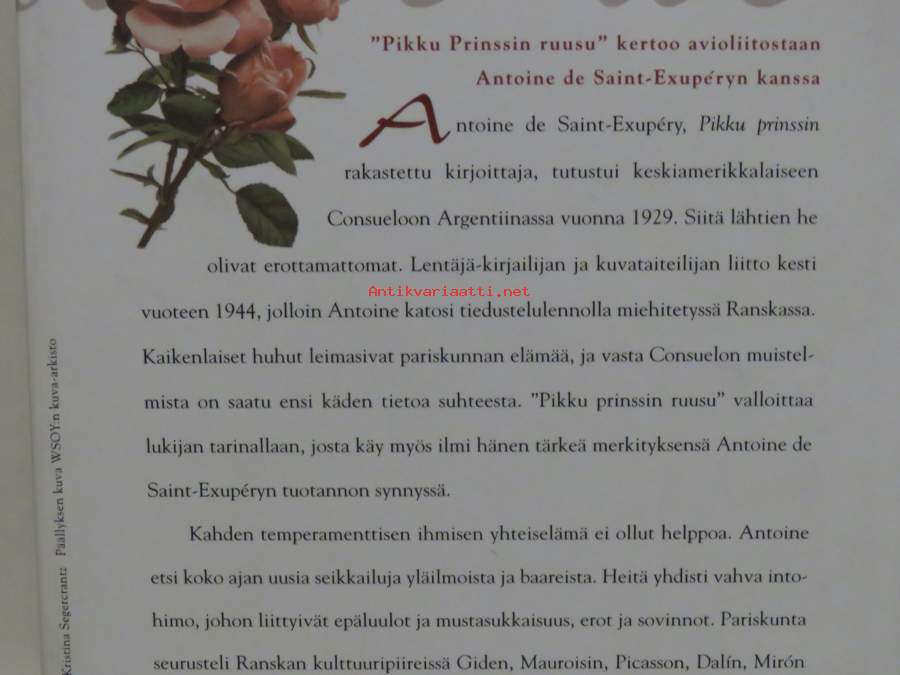 "Pikku Prinssin ruusu" kertoo avioliitostaan
Antoine de Saint-Exupéryn kanssa
Antoine de Saint-Exupéry, Pikku prinssin
rakastettu kirjoittaja, tutustui keskiamerikkalaiseen
Consueloon Argentiinassa vuonna 1929. Siitä lähtien he
olivat erottamattomat. Lentäjä-kirjailijan ja kuvataiteilijan liitto kesti
Antikvariaatti.net
vuoteen 1944, jolloin Antoine katosi tiedustelulennolla miehitetyssä Ranskassa.
Kaikenlaiset huhut leimasivat pariskunnan elämää, ja vasta Consuelon muistel-
mista on saatu ensi käden tietoa suhteesta. "Pikku prinssin ruusu" valloittaa
lukijan tarinallaan, josta käy myös ilmi hänen tärkeä merkityksensä Antoine de
Saint-Exupéryn tuotannon synnyssä.
Kahden temperamenttisen ihmisen yhteiselämä ei ollut helppoa. Antoine
etsi koko ajan uusia seikkailuja yläilmoista ja baareista. Heitä yhdisti vahva into-
himo, johon liittyivät epäluulot ja mustasukkaisuus, erot ja sovinnot. Pariskunta
seurusteli Ranskan kulttuuripiireissä Giden, Mauroisin, Picasson, Dalín, Mirón
Kristina Segercrantz Päällyksen kuva WSOY:n kuva-arkisto